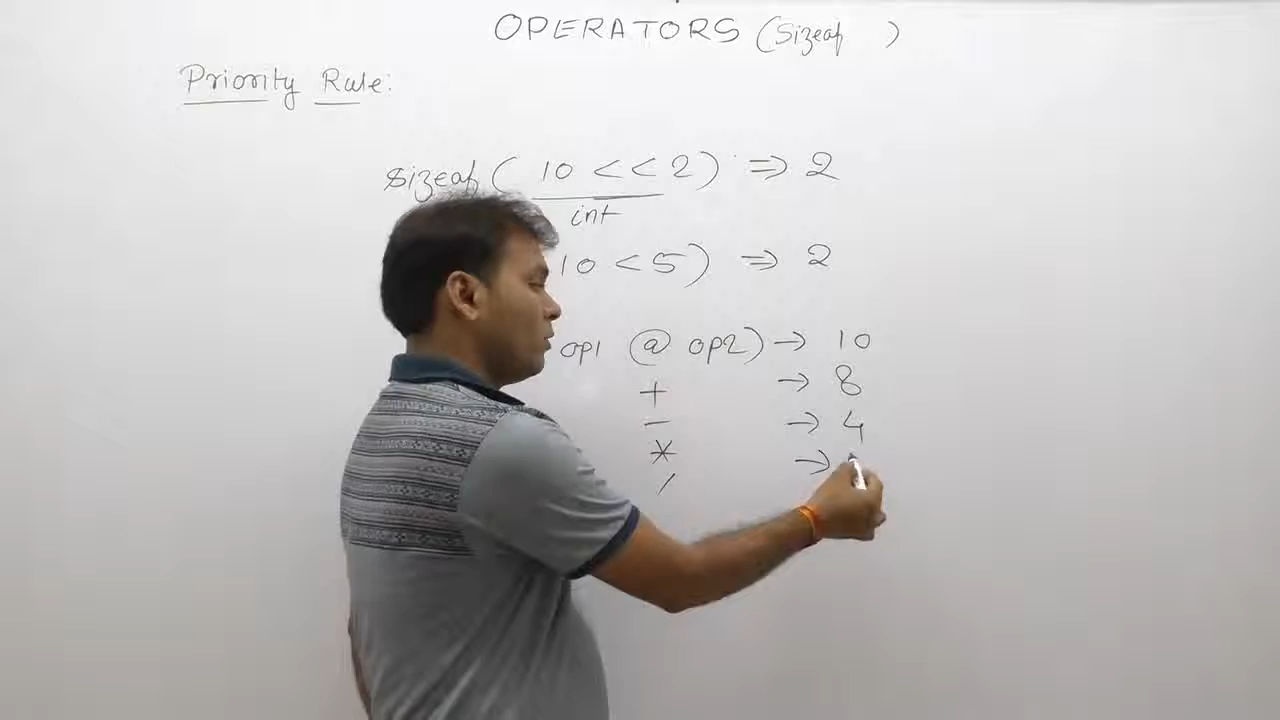 OPERATORS (Sizeof )
Priority Rule:
sizeof( 10 << 2) ⇒ 2
int
10 < 5) ⇒ 2
op1 @ op2) → 10
+ → 8
- → 4
* →
/